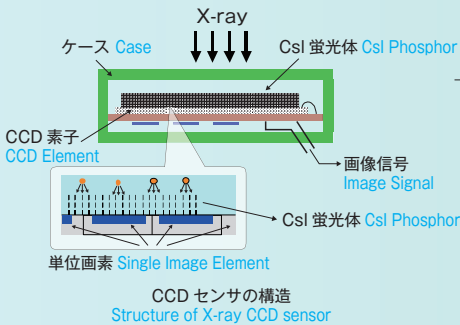 X-ray
ケース Case
CsI 蛍光体 CsI Phosphor
CCD 素子
CCD Element
画像信号
Image Signal
CsI 蛍光体 CsI Phosphor
単位画素 Single Image Element
CCD センサの構造
Structure of X-ray CCD sensor